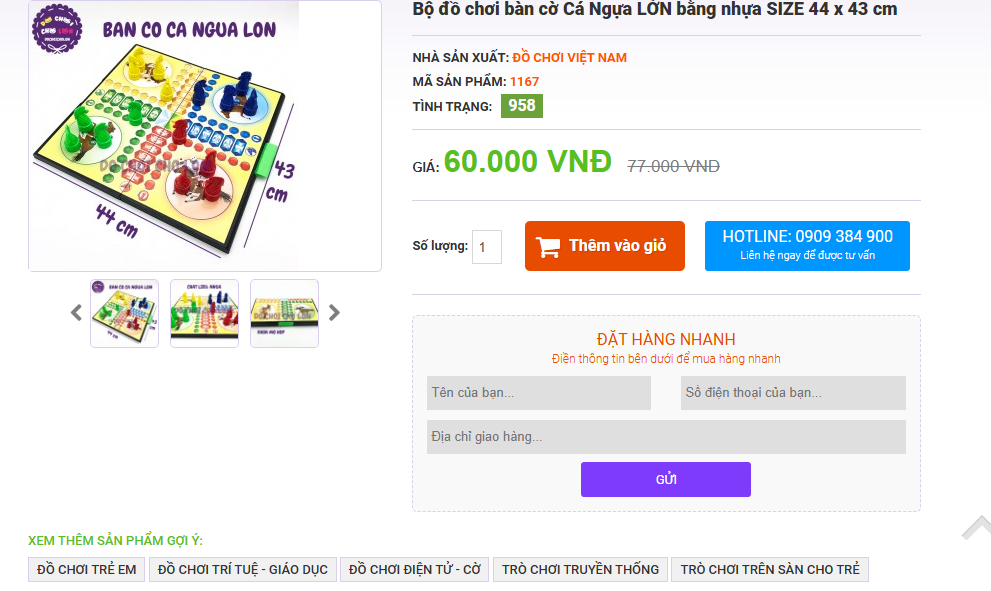 Bộ đồ chơi bàn cờ Cá Ngựa LỚN bằng nhựa SIZE 44 x 43 cm
BAN CO CA NGUA LON
43
cm
44 cm
NHÀ SẢN XUẤT: ĐỒ CHƠI VIỆT NAM
MÃ SẢN PHẨM: 1167
TÌNH TRẠNG: 958
GIÁ: 60.000 VNĐ 77.000 VNĐ
Số lượng: 1
Thêm vào giỏ
HOTLINE: 0909 384 900
Liên hệ ngay để được tư vấn
BAN CO CA NGUA LON
ĐẶT HÀNG NHANH
Điền thông tin bên dưới để mua hàng nhanh
Tên của bạn...
Số điện thoại của bạn...
Địa chỉ giao hàng...
GỬI
XEM THÊM SẢN PHẨM GỢI Ý:
ĐỒ CHƠI TRẺ EM
ĐỒ CHƠI TRÍ TUỆ - GIÁO DỤC
ĐỒ CHƠI ĐIỆN TỬ - CỜ
TRÒ CHƠI TRUYỀN THỐNG
TRÒ CHƠI TRÊN SÀN CHO TRẺ